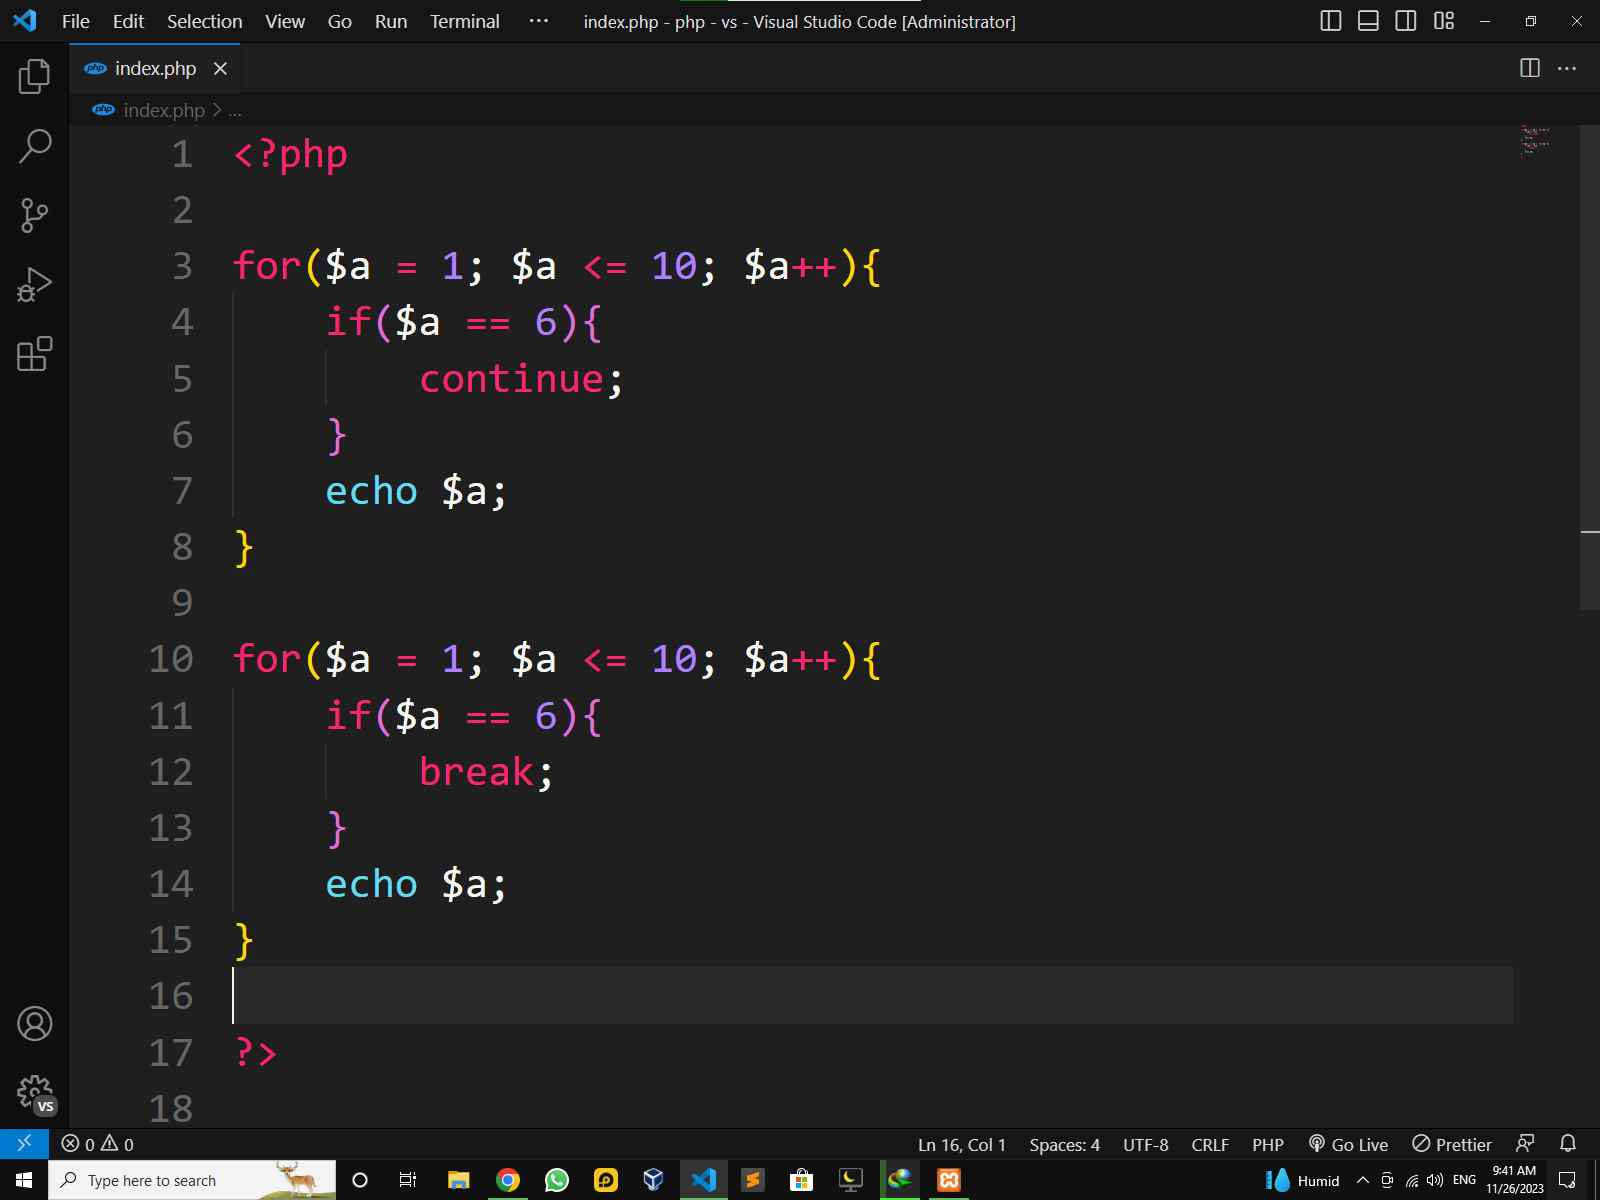 File Edit Selection View Go Run Terminal ··· index.php - php - vs - Visual Studio Code [Administrator]
php index.php
php index.php > ...
1 <?php
2
3 for($a = 1; $a <= 10; $a++){
4     if($a == 6){
5         continue;
6     }
7     echo $a;
8 }
9
10 for($a = 1; $a <= 10; $a++){
11     if($a == 6){
12         break;
13     }
14     echo $a;
15 }
16
17 ?>
18
VS
0 0 Ln 16, Col 1 Spaces: 4 UTF-8 CRLF PHP Go Live Prettier
Type here to search Humid ENG 9:41 AM
11/26/2023